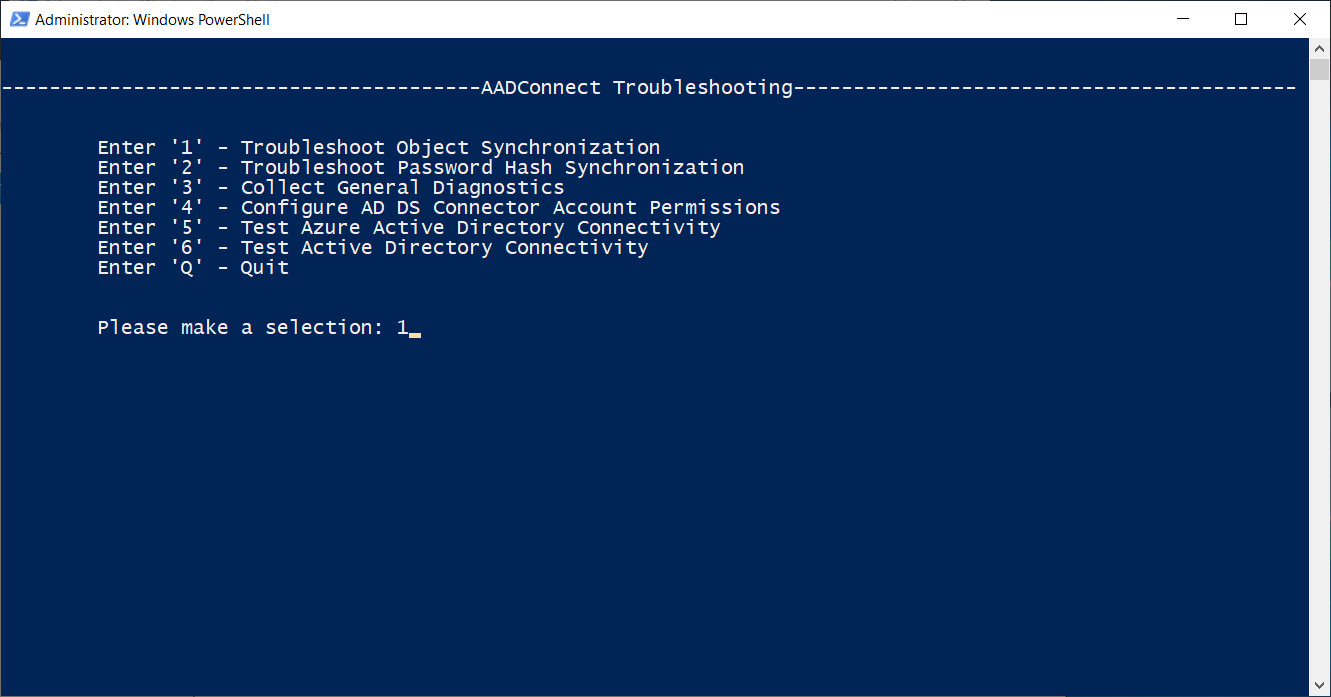 Administrator: Windows PowerShell
----------------------------------------AADConnect Troubleshooting------------------------------------------
Enter '1' - Troubleshoot Object Synchronization
Enter '2' - Troubleshoot Password Hash Synchronization
Enter '3' - Collect General Diagnostics
Enter '4' - Configure AD DS Connector Account Permissions
Enter '5' - Test Azure Active Directory Connectivity
Enter '6' - Test Active Directory Connectivity
Enter 'Q' - Quit
Please make a selection: 1